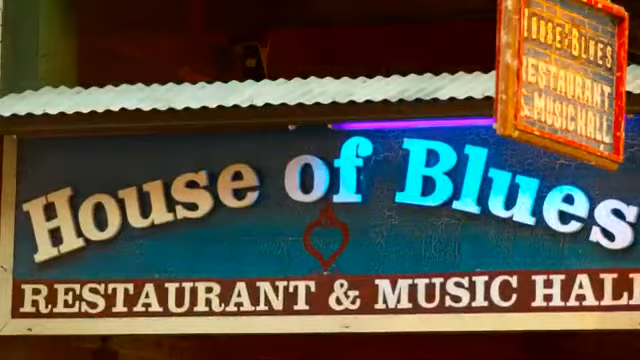 HOUSE OF BLUES
RESTAURANT
& MUSIC HALL
House of Blues
RESTAURANT & MUSIC HALL